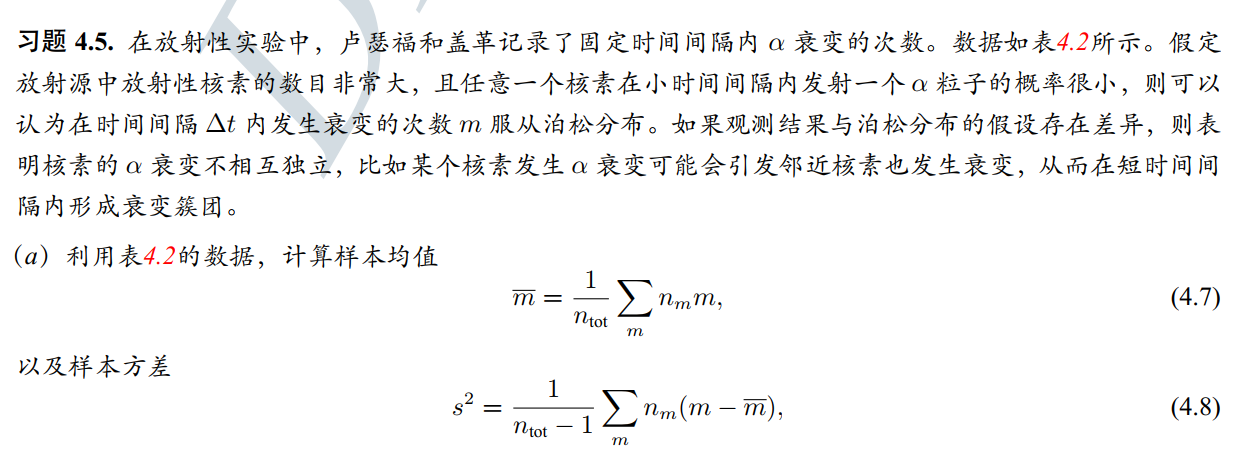 习题 4.5. 在放射性实验中，卢瑟福和盖革记录了固定时间间隔内 α 衰变的次数。数据如表4.2所示。假定
放射源中放射性核素的数目非常大，且任意一个核素在小时间间隔内发射一个 α 粒子的概率很小，则可以
认为在时间间隔 Δt 内发生衰变的次数 m 服从泊松分布。如果观测结果与泊松分布的假设存在差异，则表
明核素的 α 衰变不相互独立，比如某个核素发生 α 衰变可能会引发邻近核素也发生衰变，从而在短时间间
隔内形成衰变簇团。
(a) 利用表4.2的数据，计算样本均值
m̅ = \frac{1}{n_{tot}} \sum_m n_m m, (4.7)
以及样本方差
s^2 = \frac{1}{n_{tot} - 1} \sum_m n_m (m - m̅), (4.8)